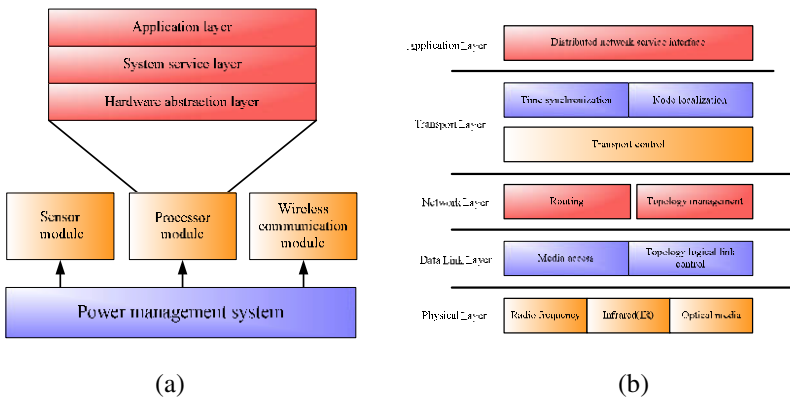 Application layer
System service layer
Hardware abstraction layer
Sensor
module
Processor
module
Wireless
communication
module
Power management system
(a)
Application Layer
Distributed network service interface
Transport Layer
Time synchronization
Node localization
Transport control
Network Layer
Routing
Topology management
Data Link Layer
Media access
Topology logical link
control
Physical Layer
Radio frequency
Infrared(IR)
Optical media
(b)